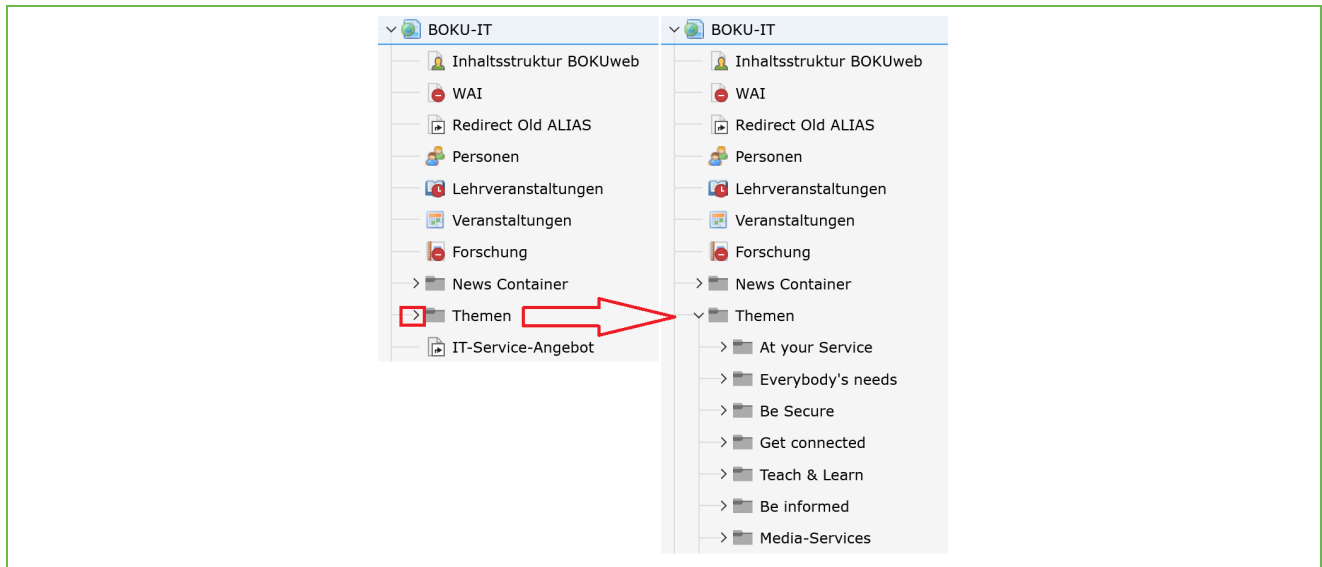 BOKU-IT
Inhaltsstruktur BOKUweb
WAI
Redirect Old ALIAS
Personen
Lehrveranstaltungen
Veranstaltungen
Forschung
News Container
Themen
IT-Service-Angebot
BOKU-IT
Inhaltsstruktur BOKUweb
WAI
Redirect Old ALIAS
Personen
Lehrveranstaltungen
Veranstaltungen
Forschung
News Container
Themen
At your Service
Everybody's needs
Be Secure
Get connected
Teach & Learn
Be informed
Media-Services